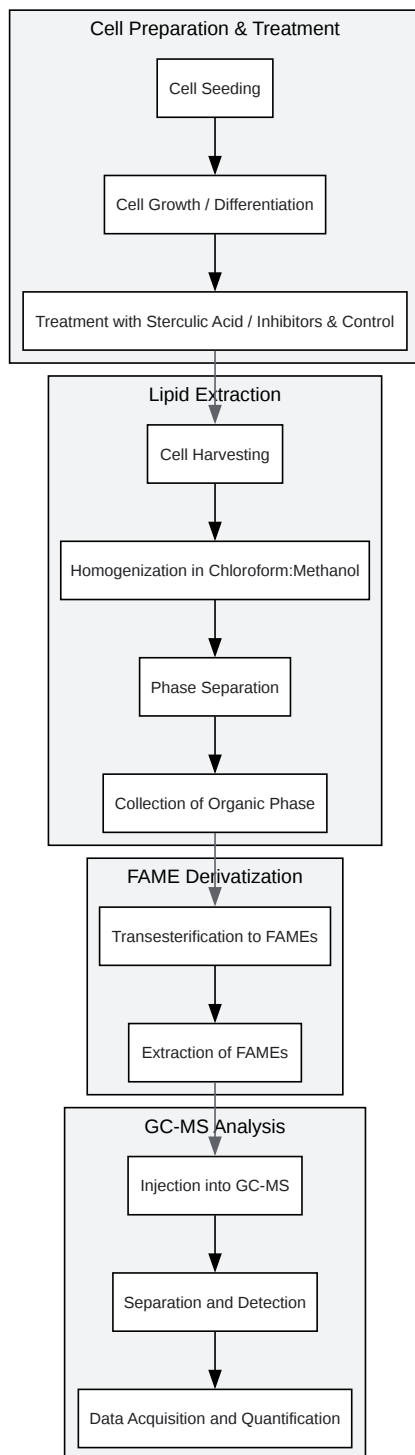 Cell Preparation & Treatment
Cell Seeding
Cell Growth / Differentiation
Treatment with Sterculic Acid / Inhibitors & Control
Lipid Extraction
Cell Harvesting
Homogenization in Chloroform:Methanol
Phase Separation
Collection of Organic Phase
FAME Derivatization
Transesterification to FAMEs
Extraction of FAMEs
GC-MS Analysis
Injection into GC-MS
Separation and Detection
Data Acquisition and Quantification